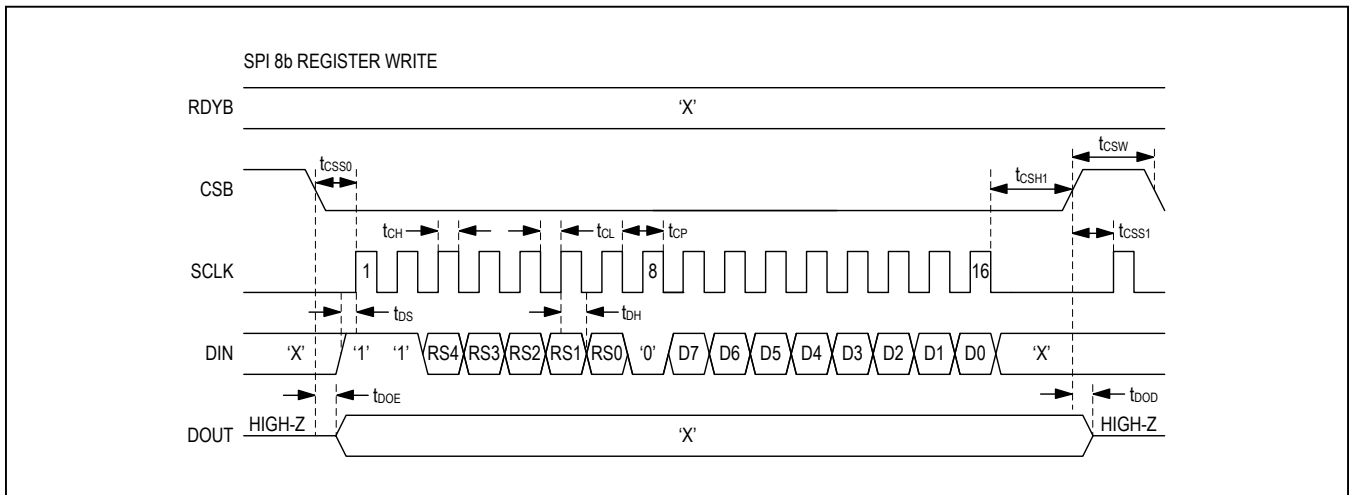 SPI 8b REGISTER WRITE
RDYB
'X'
tCSS0
tCSW
CSB
tCSH1
tCH
tCL
tCP
tCSS1
SCLK
1
8
16
tDS
tDH
DIN
'X' '1' '1' RS4 RS3 RS2 RS1 RS0 '0' D7 D6 D5 D4 D3 D2 D1 D0 'X'
tDOE
tDOD
DOUT
HIGH-Z
'X'
HIGH-Z